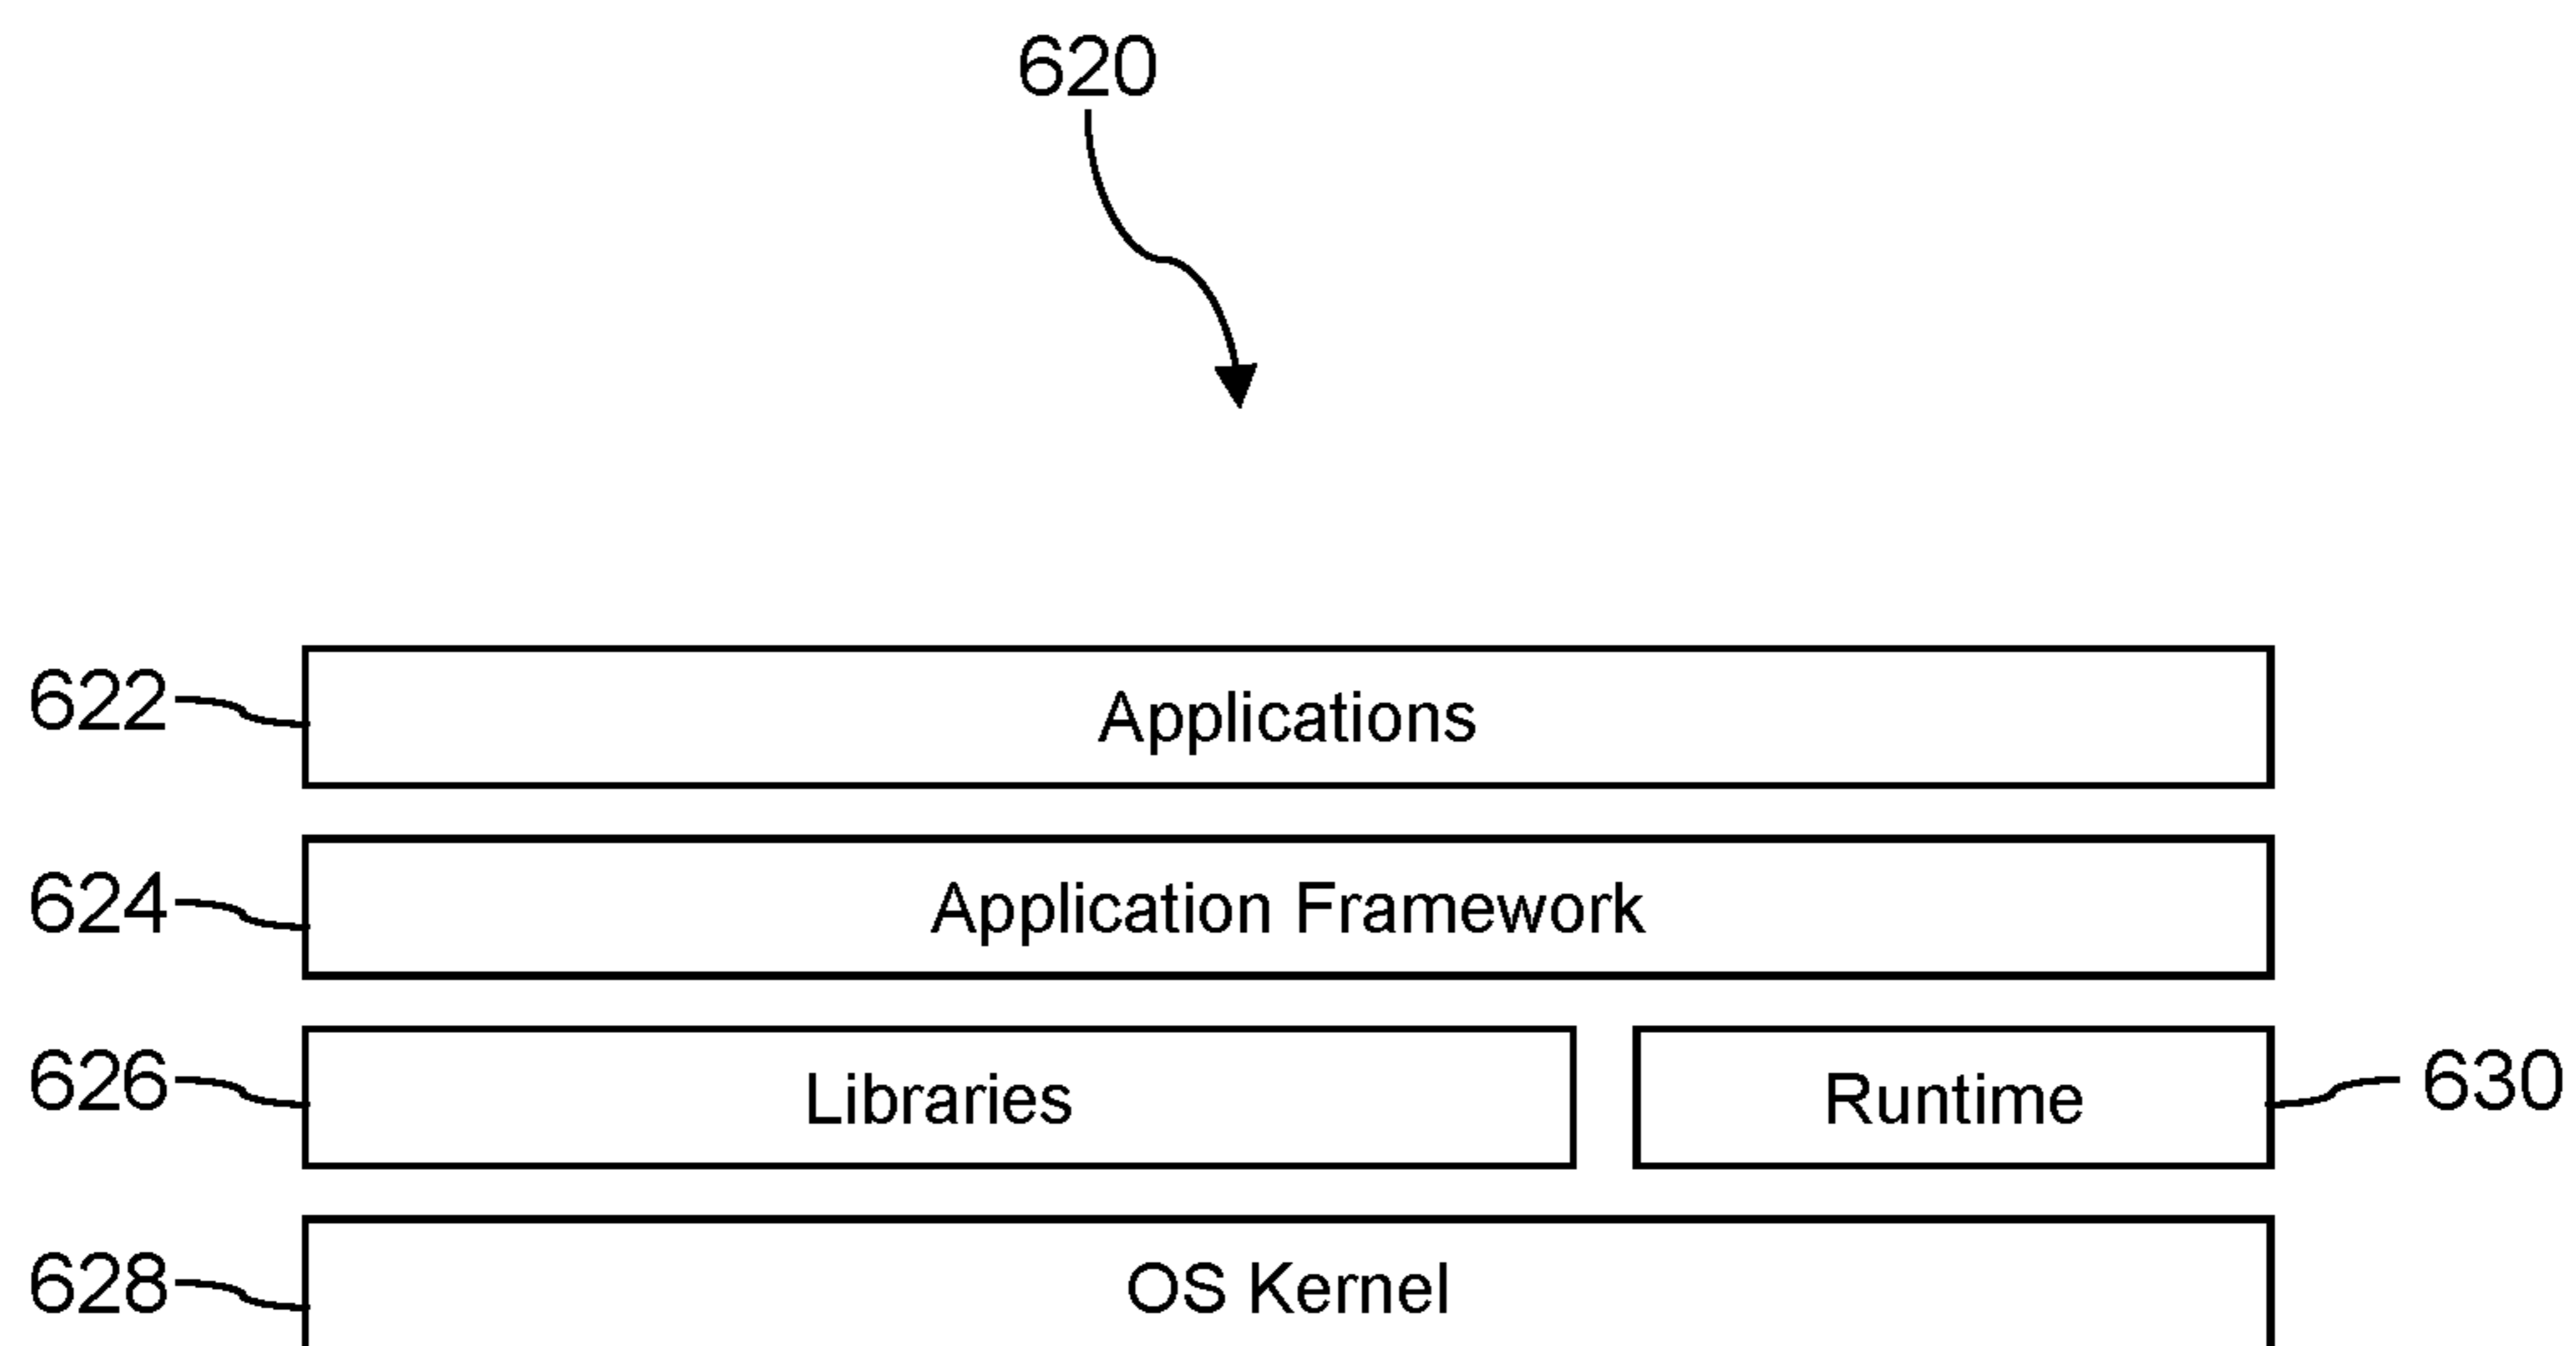 620
622 Applications
624 Application Framework
626 Libraries Runtime 630
628 OS Kernel